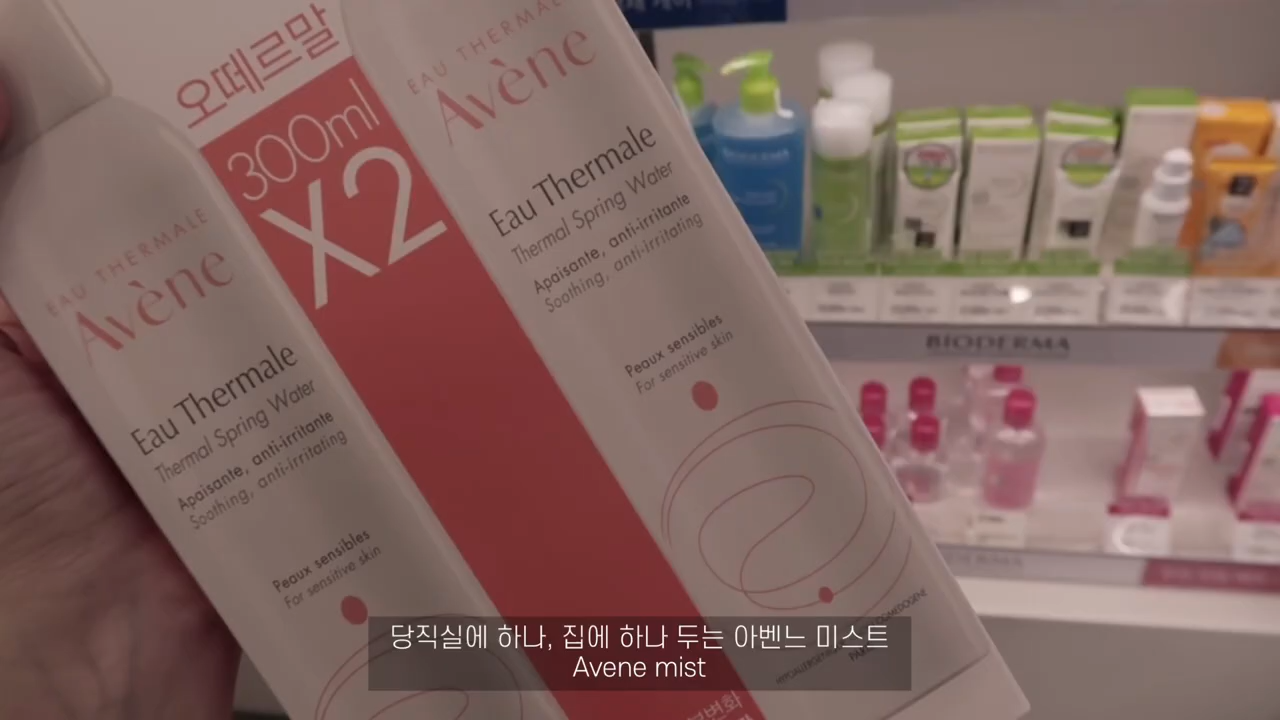 오떼르말
300ml
X2
EAU THERMALE
Avène
Eau Thermale
Thermal Spring Water
Apaisante, anti-irritante
Soothing, anti-irritating
Peaux sensibles
For sensitive skin
EAU THERMALE
Avène
Eau Thermale
Thermal Spring Water
Apaisante, anti-irritante
Soothing, anti-irritating
Peaux sensibles
For sensitive skin
BIODERMA
BIODERMA
당직실에 하나, 집에 하나 두는 아벤느 미스트
Avene mist